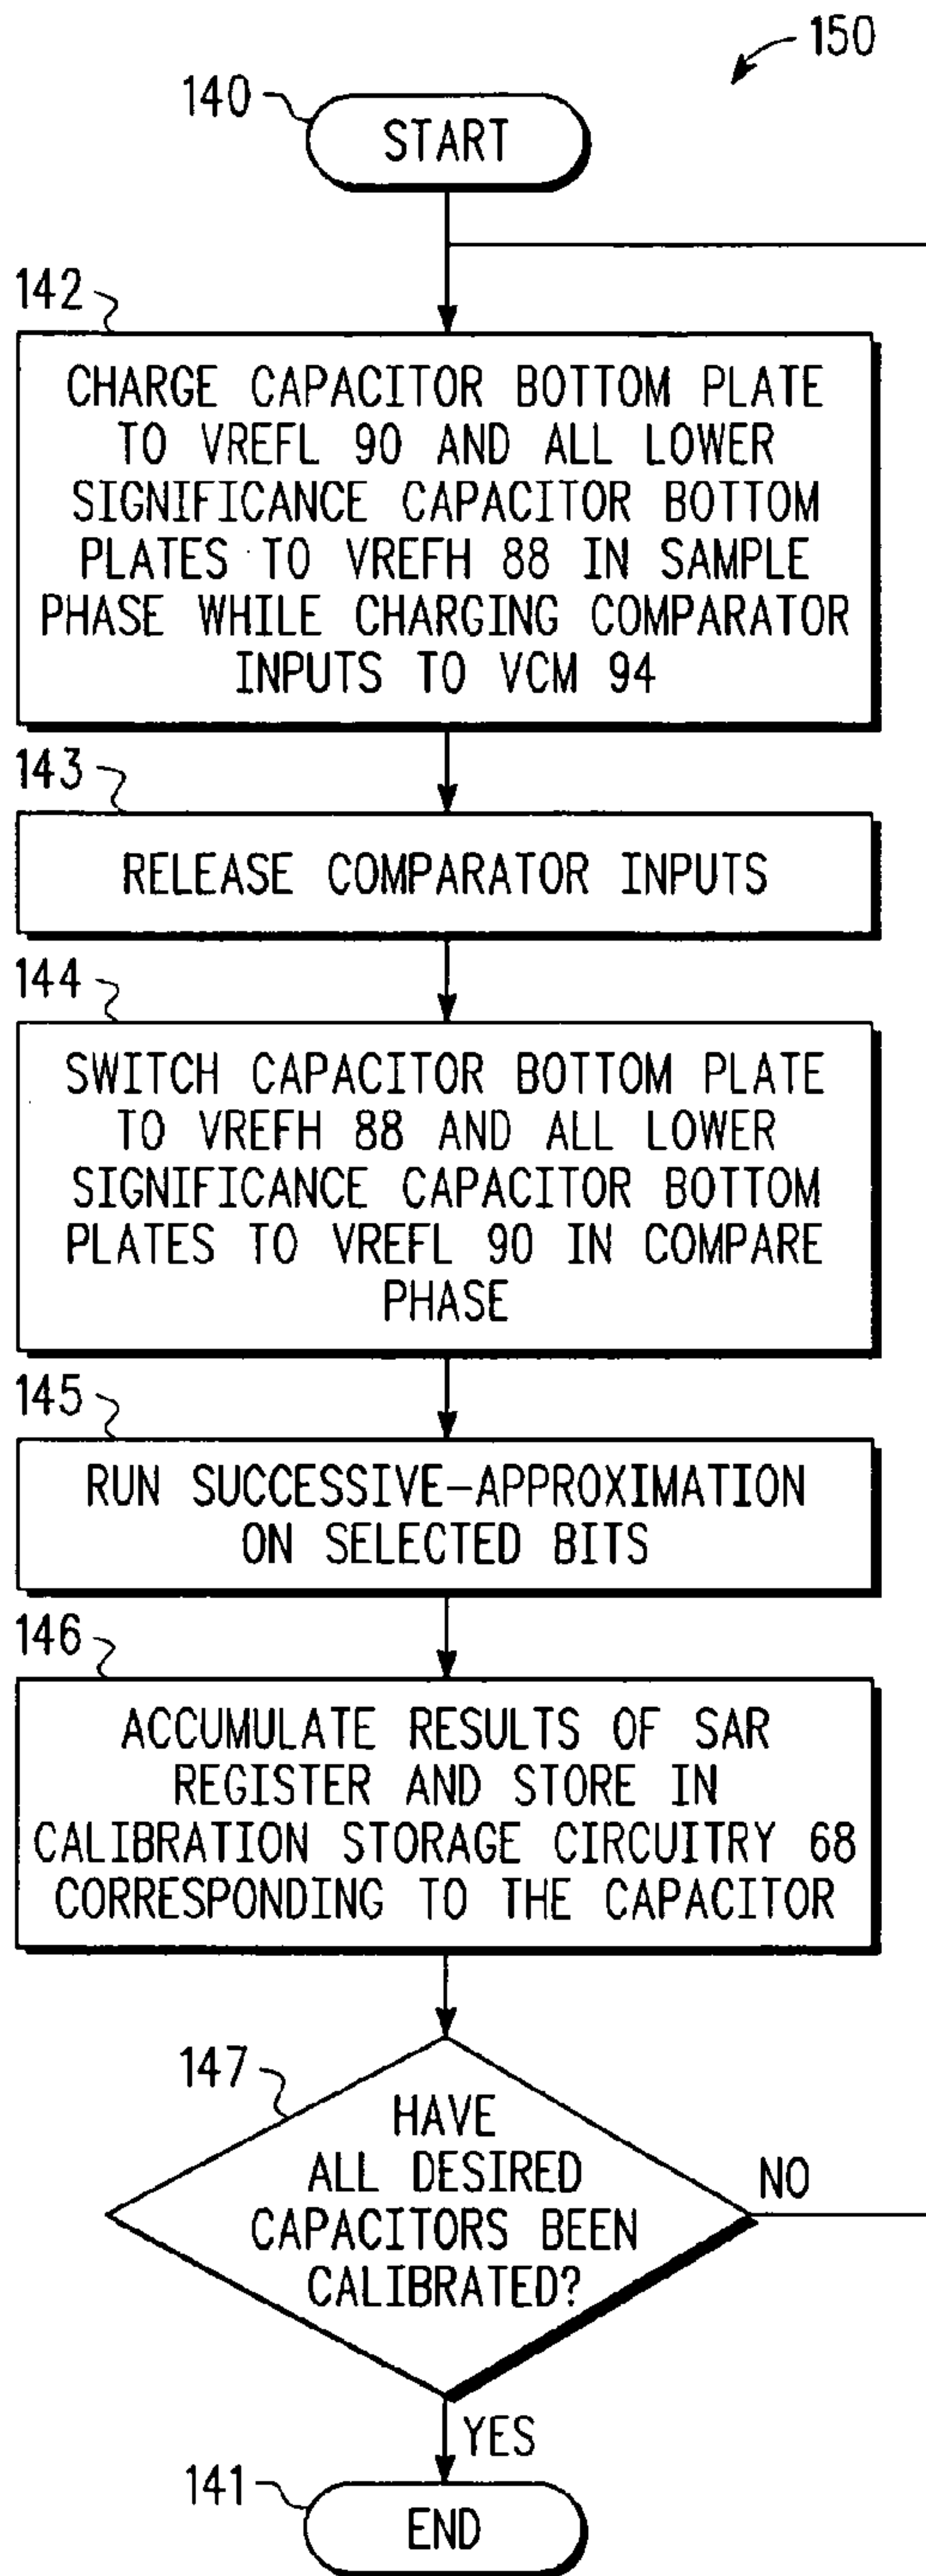 150
140
START
142
CHARGE CAPACITOR BOTTOM PLATE
TO VREFL 90 AND ALL LOWER
SIGNIFICANCE CAPACITOR BOTTOM
PLATES TO VREFH 88 IN SAMPLE
PHASE WHILE CHARGING COMPARATOR
INPUTS TO VCM 94
143
RELEASE COMPARATOR INPUTS
144
SWITCH CAPACITOR BOTTOM PLATE
TO VREFH 88 AND ALL LOWER
SIGNIFICANCE CAPACITOR BOTTOM
PLATES TO VREFL 90 IN COMPARE
PHASE
145
RUN SUCCESSIVE-APPROXIMATION
ON SELECTED BITS
146
ACCUMULATE RESULTS OF SAR
REGISTER AND STORE IN
CALIBRATION STORAGE CIRCUITRY 68
CORRESPONDING TO THE CAPACITOR
147
HAVE
ALL DESIRED
CAPACITORS BEEN
CALIBRATED?
NO
YES
141
END